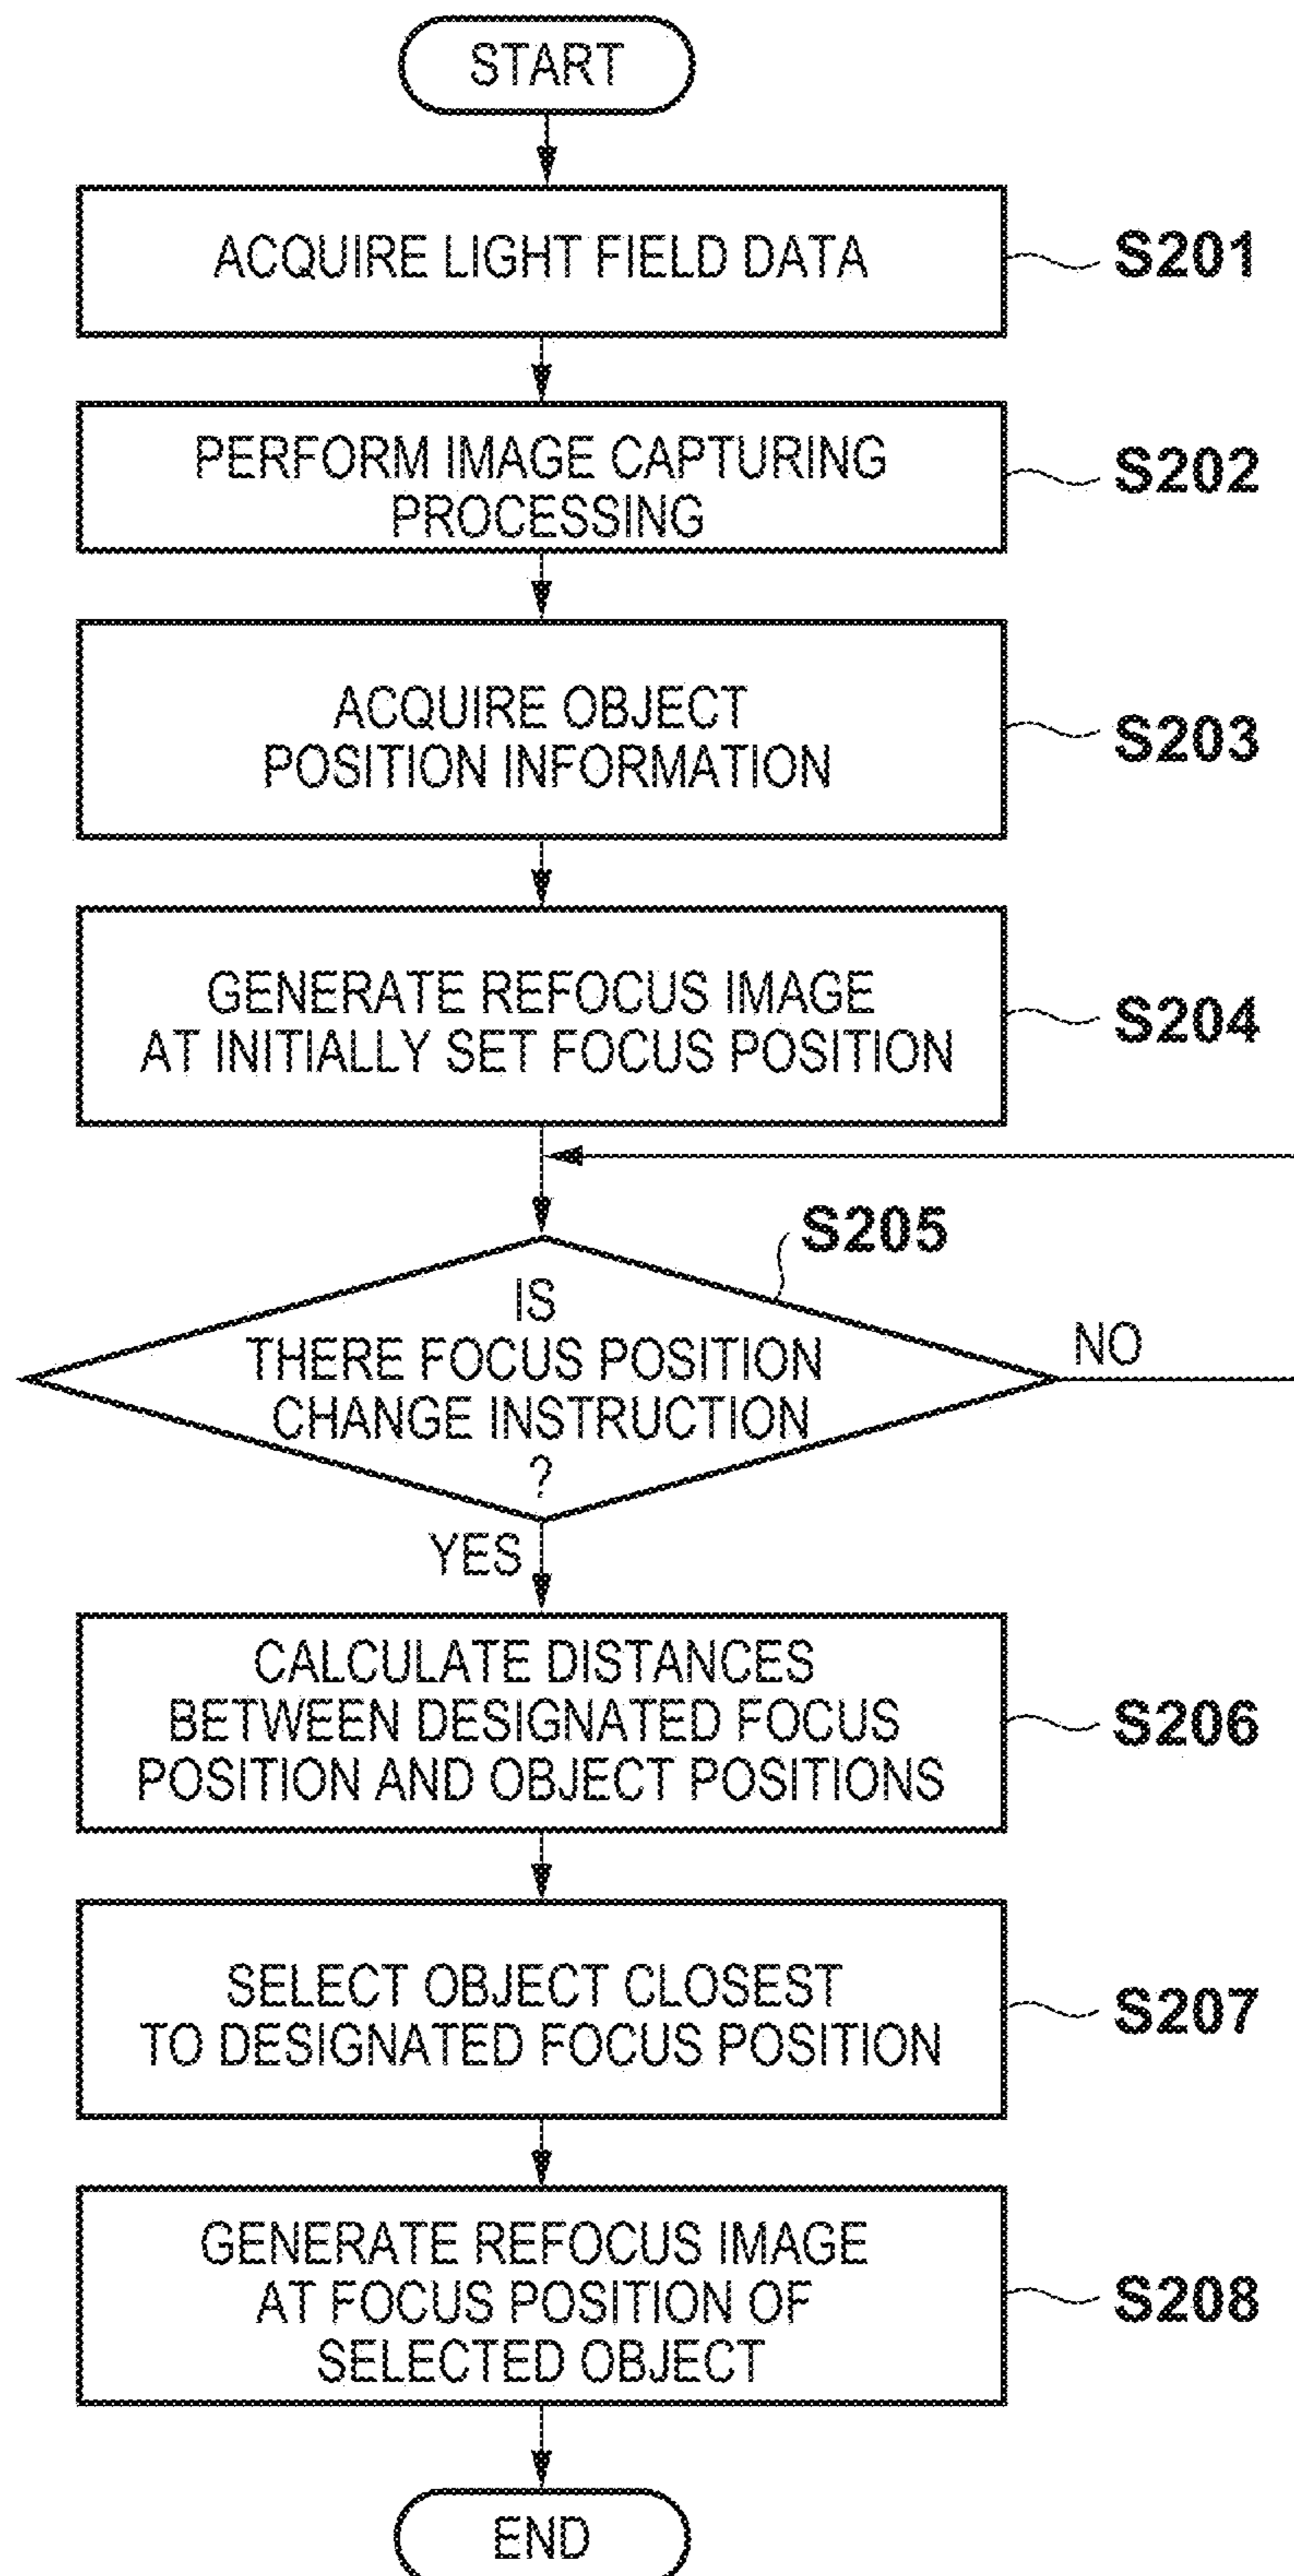 START
ACQUIRE LIGHT FIELD DATA
S201
PERFORM IMAGE CAPTURING
PROCESSING
S202
ACQUIRE OBJECT
POSITION INFORMATION
S203
GENERATE REFOCUS IMAGE
AT INITIALLY SET FOCUS POSITION
S204
S205
IS
THERE FOCUS POSITION
CHANGE INSTRUCTION
?
NO
YES
CALCULATE DISTANCES
BETWEEN DESIGNATED FOCUS
POSITION AND OBJECT POSITIONS
S206
SELECT OBJECT CLOSEST
TO DESIGNATED FOCUS POSITION
S207
GENERATE REFOCUS IMAGE
AT FOCUS POSITION OF
SELECTED OBJECT
S208
END